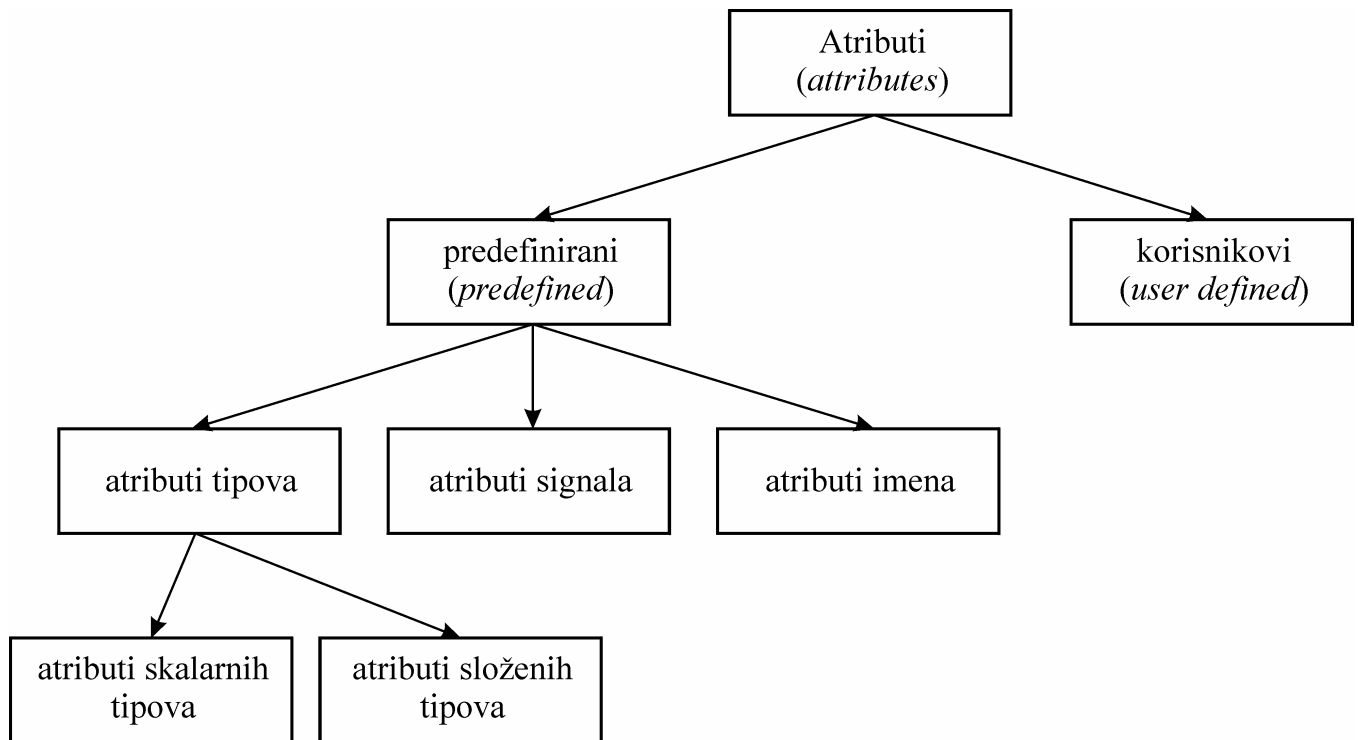 Atributi
(attributes)
predefinirani
(predefined)
korisnikovi
(user defined)
atributi tipova
atributi signala
atributi imena
atributi skalarnih
tipova
atributi složenih
tipova